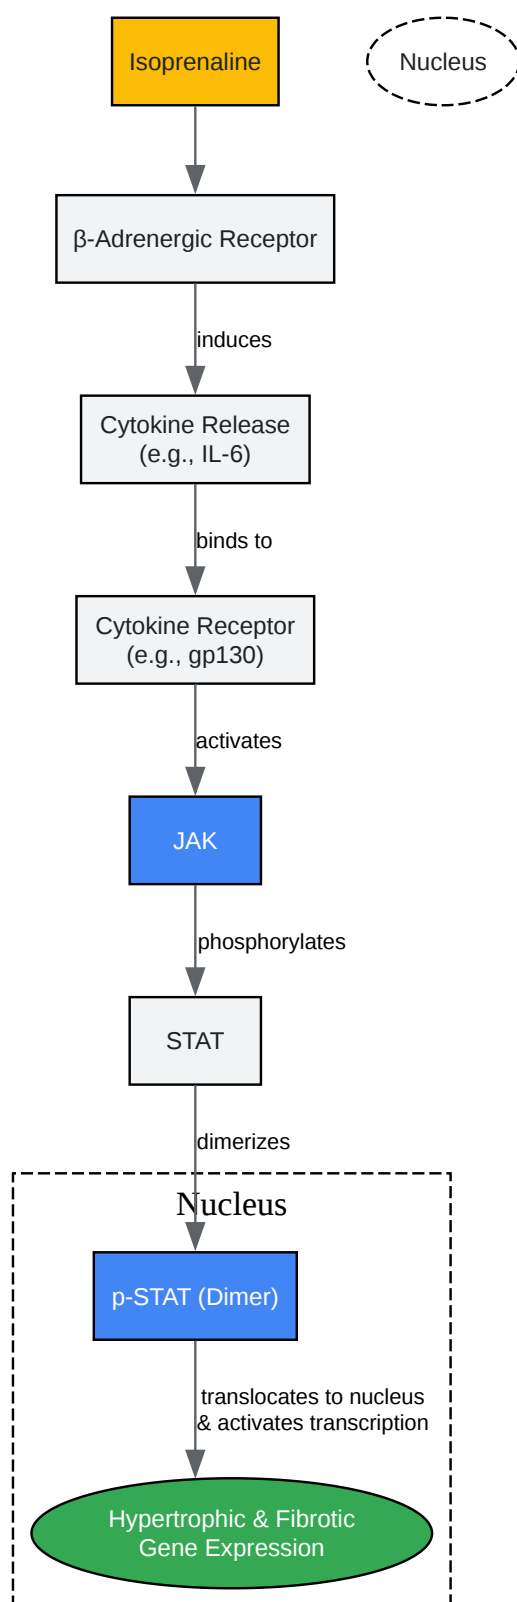 Isoprenaline
Nucleus
β-Adrenergic Receptor
induces
Cytokine Release
(e.g., IL-6)
binds to
Cytokine Receptor
(e.g., gp130)
activates
JAK
phosphorylates
STAT
dimerizes
Nucleus
p-STAT (Dimer)
translocates to nucleus
& activates transcription
Hypertrophic & Fibrotic
Gene Expression